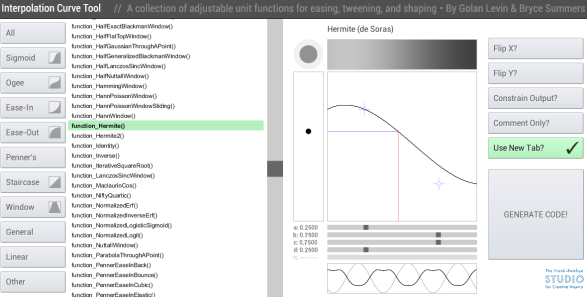 Interpolation Curve Tool // A collection of adjustable unit functions for easing, tweening, and shaping • By Golan Levin & Bryce Summers
All
Sigmoid
Ogee
Ease-In
Ease-Out
Penner's
Staircase
Window
General
Linear
Other
function_HalfExactBlackmanWindow()
function_HalfFlatTopWindow()
function_HalfGaussianThroughAPoint()
function_HalfGeneralizedBlackmanWindow()
function_HalfLanczosSincWindow()
function_HalfNuttallWindow()
function_HammingWindow()
function_HannPoissonWindow()
function_HannPoissonWindowSliding()
function_HannWindow()
function_Hermite()
function_Hermite2()
function_Identity()
function_Inverse()
function_IterativeSquareRoot()
function_LanczosSincWindow()
function_MaclaurinCos()
function_NiftyQuartic()
function_NormalizedErf()
function_NormalizedInverseErf()
function_NormalizedLogisticSigmoid()
function_NormalizedLogit()
function_NuttallWindow()
function_ParabolaThroughAPoint()
function_PennerEaseInBack()
function_PennerEaseInBounce()
function_PennerEaseInCubic()
function_PennerEaseInElastic()
Hermite (de Soras)
a: 0.2500
b: 0.7500
c: 0.7500
d: 0.2500
Flip X?
Flip Y?
Constrain Output?
Comment Only?
Use New Tab?
GENERATE CODE!
The Frank-Ratchye
STUDIO
for Creative Inquiry